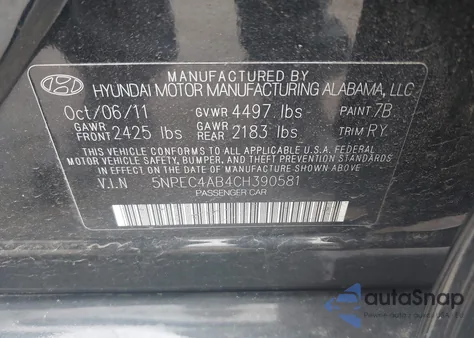 MANUFACTURED BY
HYUNDAI MOTOR MANUFACTURING ALABAMA, LLC
Oct/06/11 GVWR 4497 lbs PAINT 7B
GAWR FRONT 2425 lbs GAWR REAR 2183 lbs TRIM RY
THIS VEHICLE CONFORMS TO ALL APPLICABLE U.S. FEDERAL MOTOR
VEHICLE SAFETY, BUMPER, AND THEFT PREVENTION STANDARDS
IN EFFECT ON THE DATE OF MANUFACTURE SHOWN ABOVE.
V.I.N 5NPEC4AB4CH390581
PASSENGER CAR
autoSnap